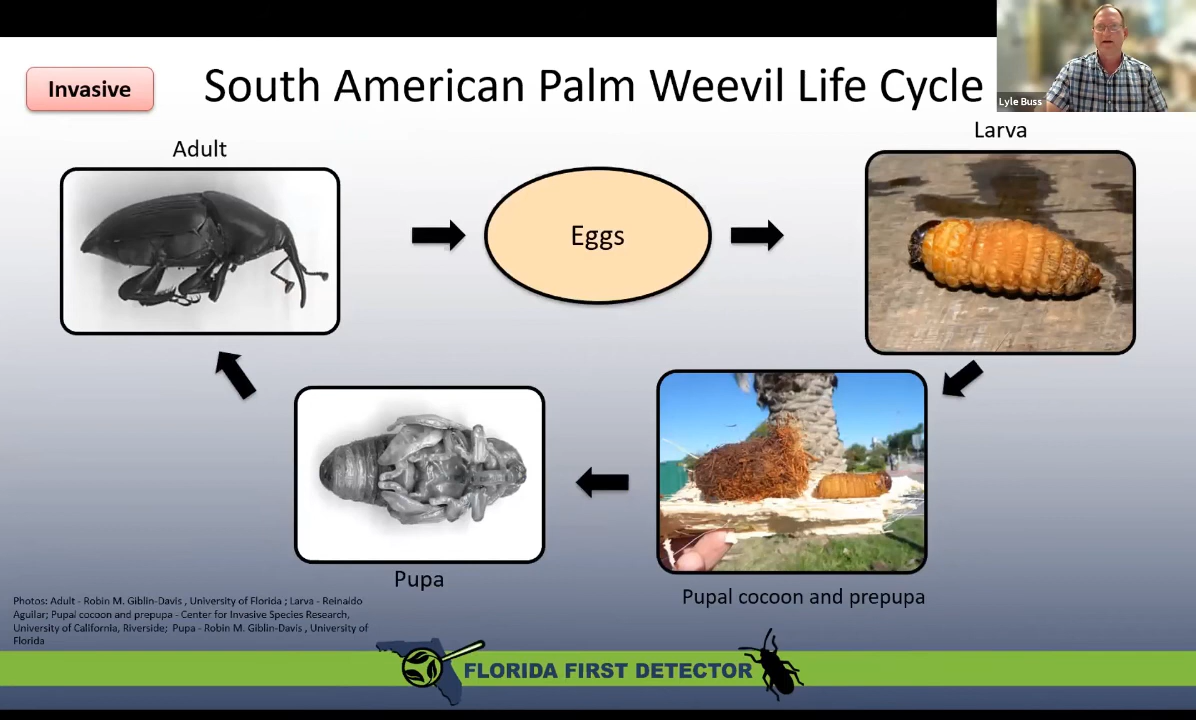 Invasive
South American Palm Weevil Life Cycle
Lyle Buss
Adult
Eggs
Larva
Pupa
Pupal cocoon and prepupa
Photos: Adult - Robin M. Giblin-Davis , University of Florida ; Larva - Reinaldo
Aguilar; Pupal cocoon and prepupa - Center for Invasive Species Research,
University of California, Riverside; Pupa - Robin M. Giblin-Davis , University of
Florida
FLORIDA FIRST DETECTOR